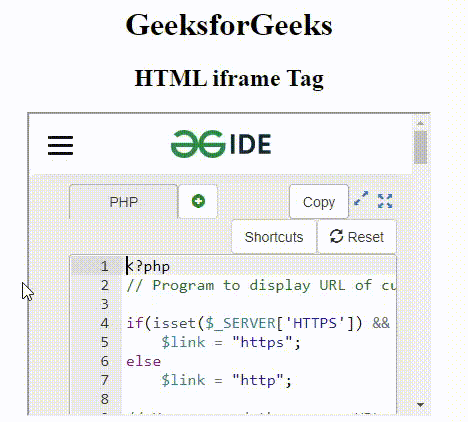 GeeksforGeeks
HTML iframe Tag
IDE
PHP
Copy
Shortcuts
Reset
1 <?php
2 // Program to display URL of cu
3
4 if(isset($_SERVER['HTTPS']) &&
5 $link = "https";
6 else
7 $link = "http";
8